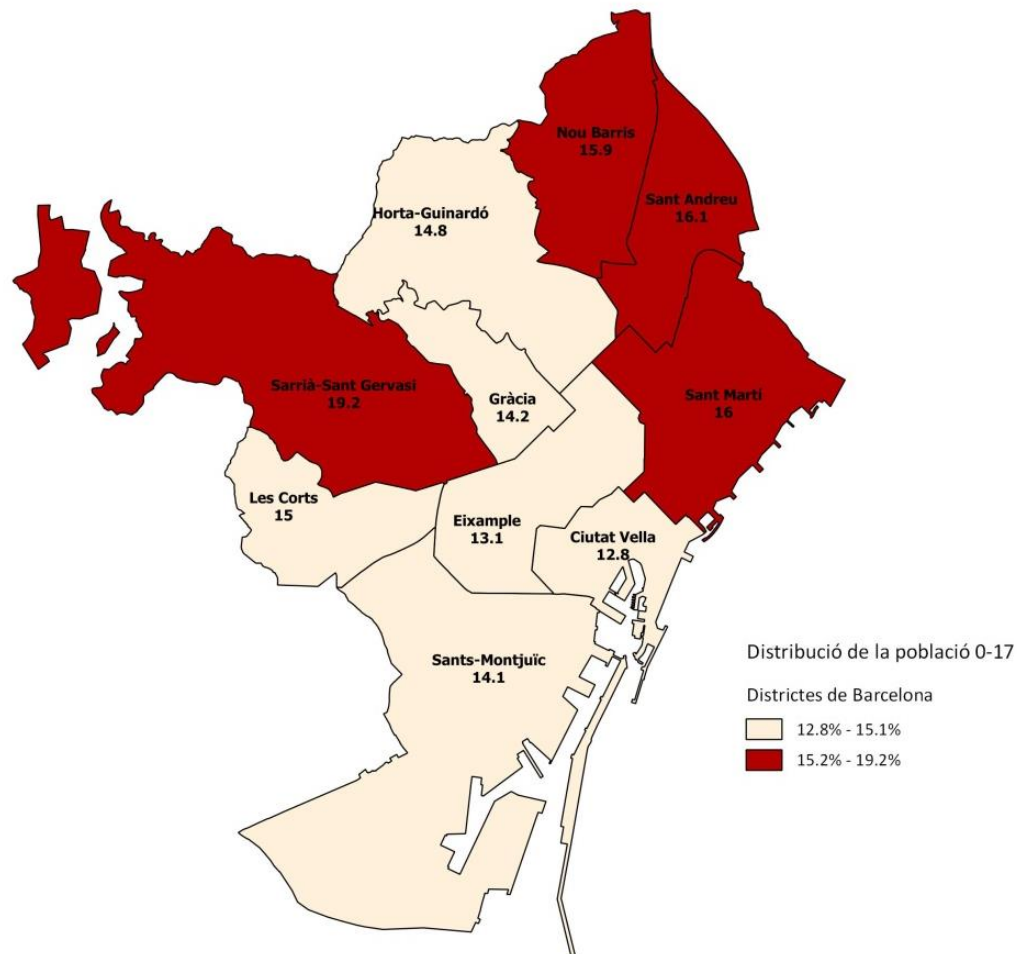 Nou Barris
15.9
Sant Andreu
16.1
Horta-Guinardó
14.8
Sarrià-Sant Gervasi
19.2
Gràcia
14.2
Sant Martí
16
Les Corts
15
Eixample
13.1
Ciutat Vella
12.8
Sants-Montjuïc
14.1
Distribució de la població 0-17
Districtes de Barcelona
12.8% - 15.1%
15.2% - 19.2%